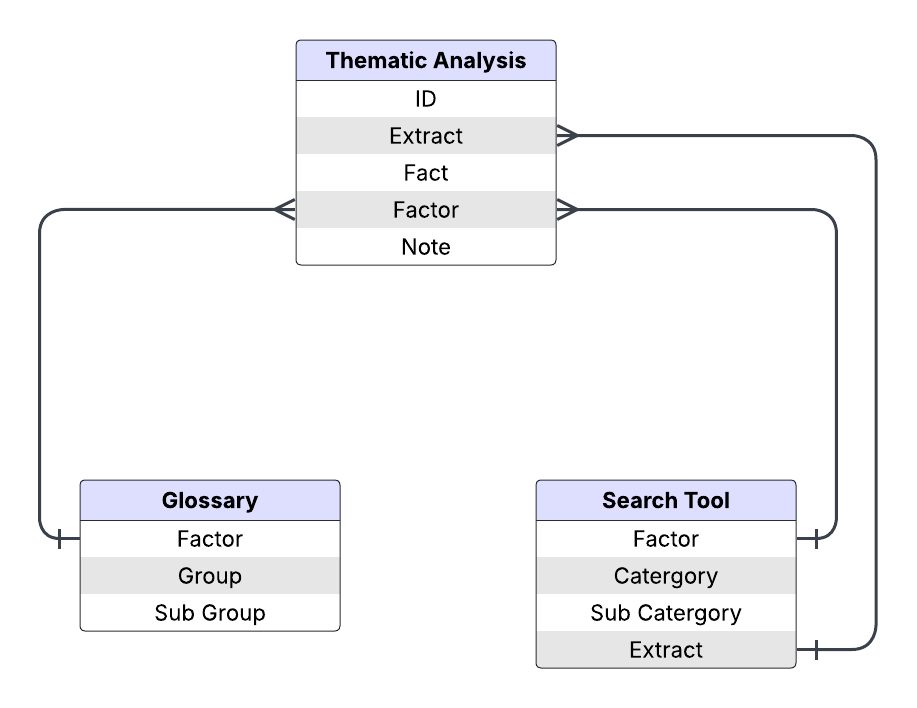 Thematic Analysis
ID
Extract
Fact
Factor
Note
Glossary
Factor
Group
Sub Group
Search Tool
Factor
Catergory
Sub Catergory
Extract